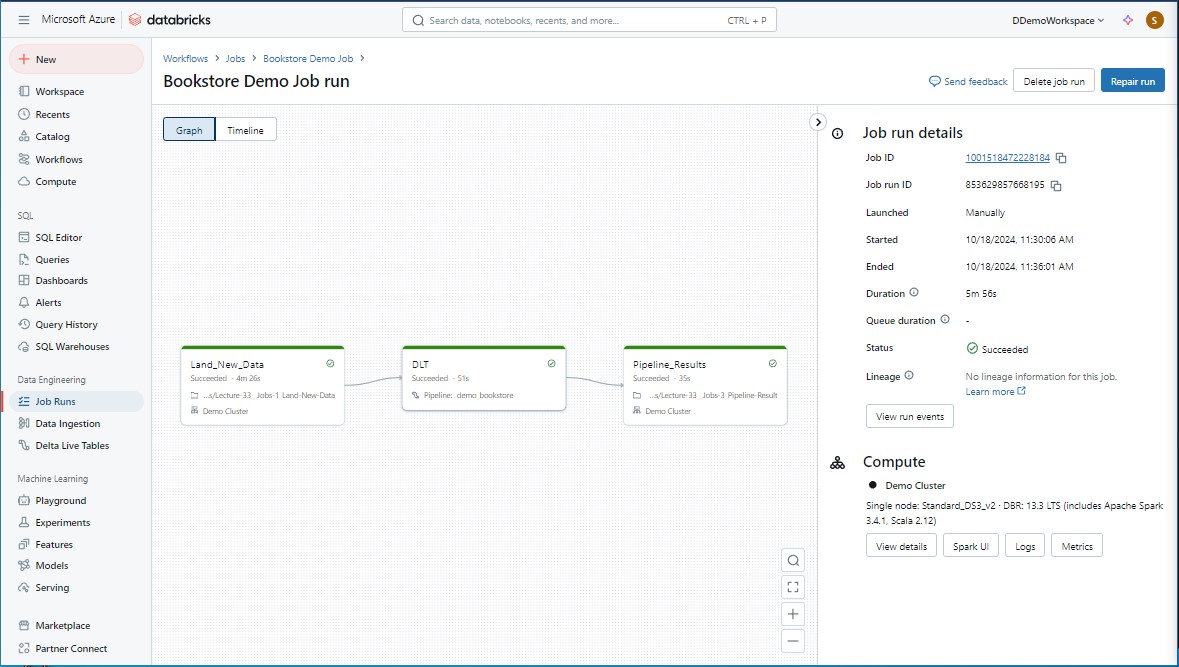 Microsoft Azure databricks
Search data, notebooks, recents, and more... CTRL + P
DDemoWorkspace
S
New
Workspace
Recents
Catalog
Workflows
Compute
SQL
SQL Editor
Queries
Dashboards
Alerts
Query History
SQL Warehouses
Data Engineering
Job Runs
Data Ingestion
Delta Live Tables
Machine Learning
Playground
Experiments
Features
Models
Serving
Marketplace
Partner Connect
Workflows > Jobs > Bookstore Demo Job >
Bookstore Demo Job run
Send feedback
Delete job run
Repair run
Graph
Timeline
Land_New_Data
Succeeded · 4m 26s
...s/Lecture-33_ Jobs-1_Land-New-Data
Demo Cluster
DLT
Succeeded · 51s
Pipeline: demo_bookstore
Pipeline_Results
Succeeded · 35s
...s/Lecture-33_ Jobs-3_Pipeline-Result
Demo Cluster
Job run details
Job ID 1001518472228184
Job run ID 853629857668195
Launched Manually
Started 10/18/2024, 11:30:06 AM
Ended 10/18/2024, 11:36:01 AM
Duration 5m 56s
Queue duration -
Status Succeeded
Lineage No lineage information for this job.
Learn more
View run events
Compute
Demo Cluster
Single node: Standard_DS3_v2 · DBR: 13.3 LTS (includes Apache Spark
3.4.1, Scala 2.12)
View details
Spark UI
Logs
Metrics